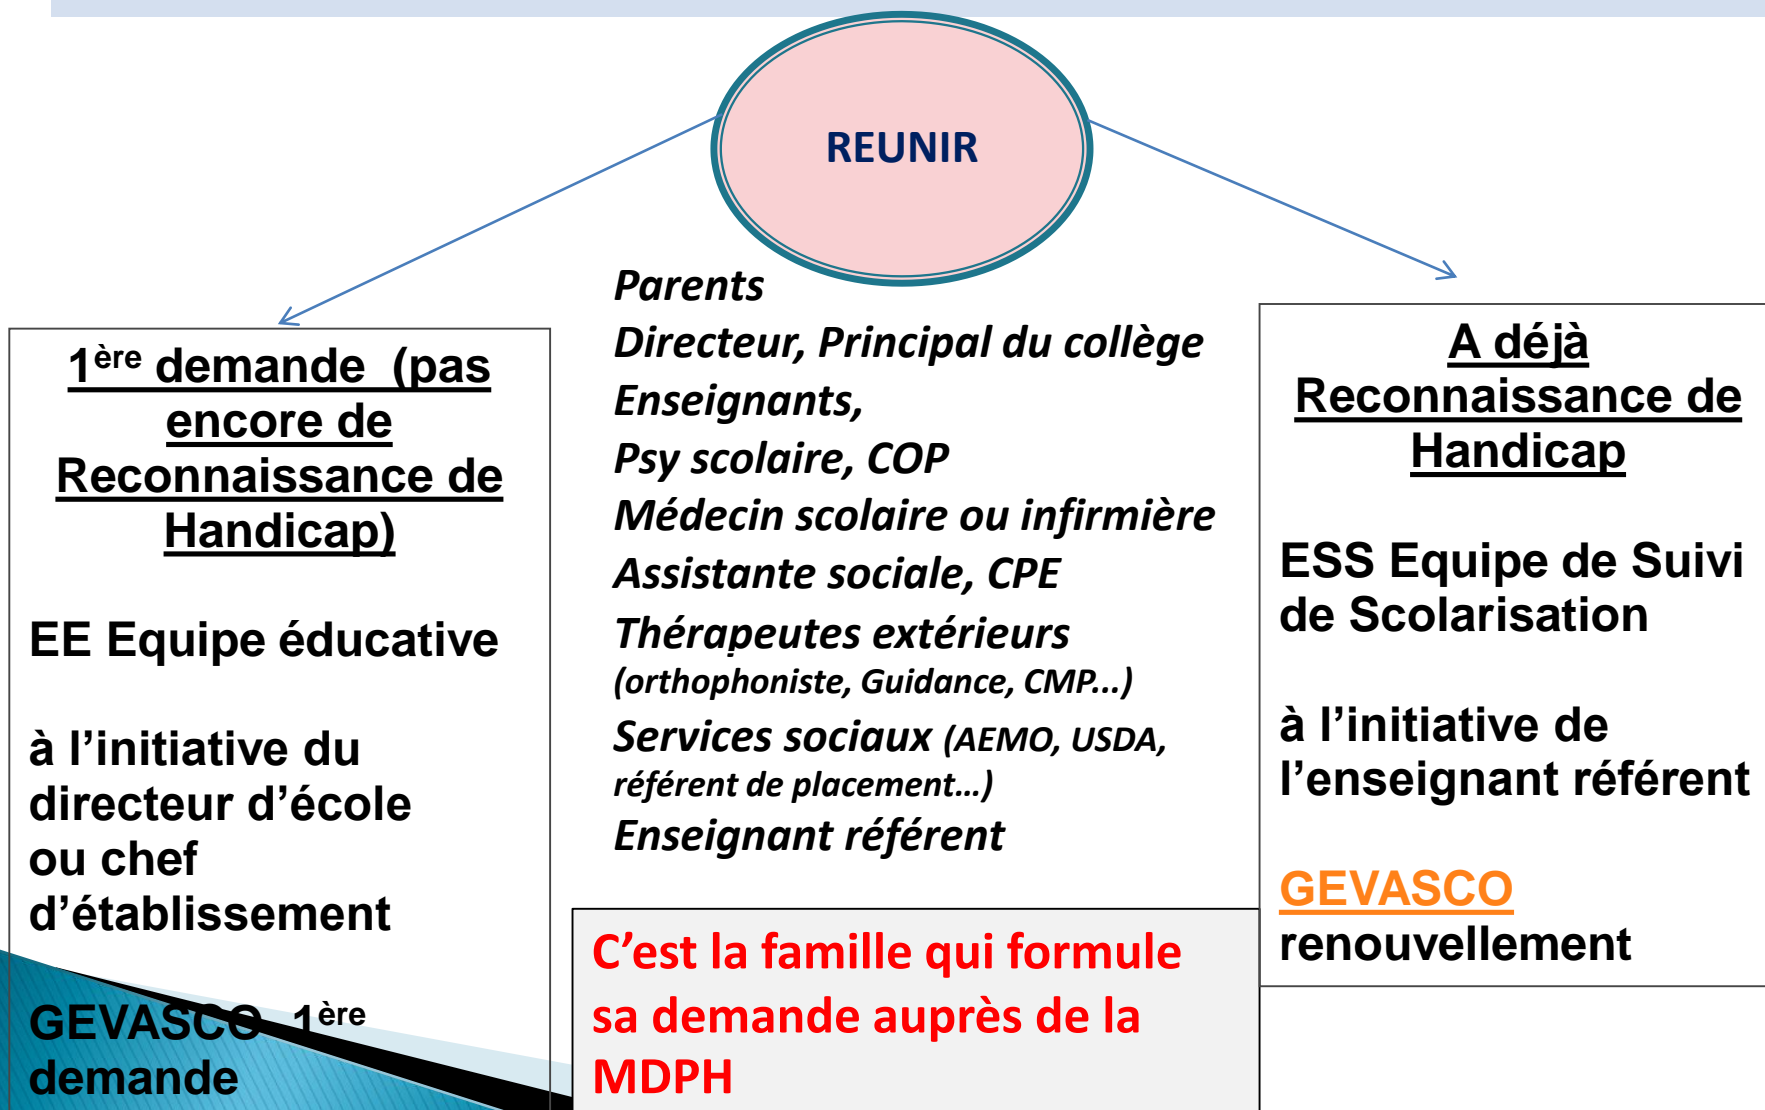 REUNIR
1ère demande  (pas
encore de
Reconnaissance de
Handicap)
EE Equipe éducative
à l’initiative du
directeur d’école
ou chef
d’établissement
GEVASCO  1ère
demande
Parents
Directeur, Principal du collège
Enseignants,
Psy scolaire, COP
Médecin scolaire ou infirmière
Assistante sociale, CPE
Thérapeutes extérieurs
(orthophoniste, Guidance, CMP...)
Services sociaux (AEMO, USDA,
référent de placement…)
Enseignant référent
C’est la famille qui formule
sa demande auprès de la
MDPH
A déjà
Reconnaissance de
Handicap
ESS Equipe de Suivi
de Scolarisation
à l’initiative de
l’enseignant référent
GEVASCO
renouvellement